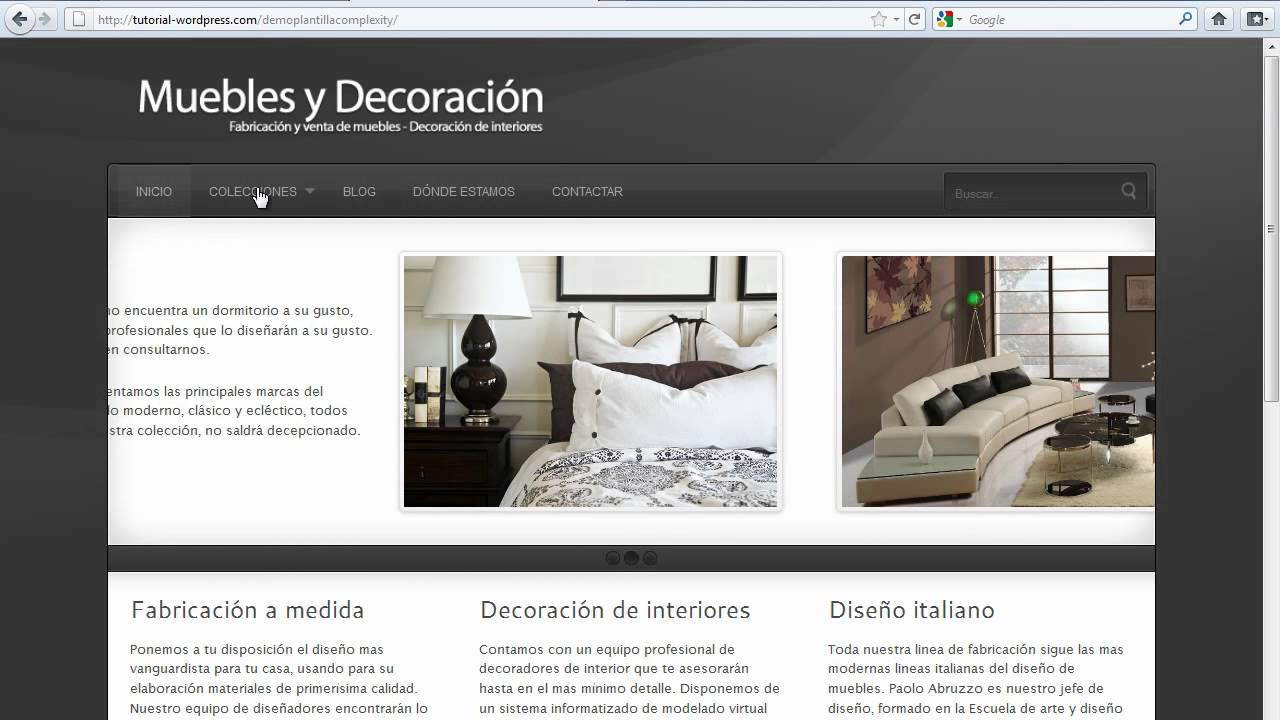 http://tutorial-wordpress.com/demoplantillacomplexity/
Google
Muebles y Decoración
Fabricación y venta de muebles - Decoración de interiores
INICIO
COLECCIONES
BLOG
DÓNDE ESTAMOS
CONTACTAR
Buscar..
no encuentra un dormitorio a su gusto,
profesionales que lo diseñarán a su gusto.
en consultarnos.
entamos las principales marcas del
lo moderno, clásico y ecléctico, todos
stra colección, no saldrá decepcionado.
Fabricación a medida
Ponemos a tu disposición el diseño mas
vanguardista para tu casa, usando para su
elaboración materiales de primerísima calidad.
Nuestro equipo de diseñadores encontrarán lo
Decoración de interiores
Contamos con un equipo profesional de
decoradores de interior que te asesorarán
hasta en el mas mínimo detalle. Disponemos de
un sistema informatizado de modelado virtual
Diseño italiano
Toda nuestra linea de fabricación sigue las mas
modernas lineas italianas del diseño de
muebles. Paolo Abruzzo es nuestro jefe de
diseño, formado en la Escuela de arte y diseño